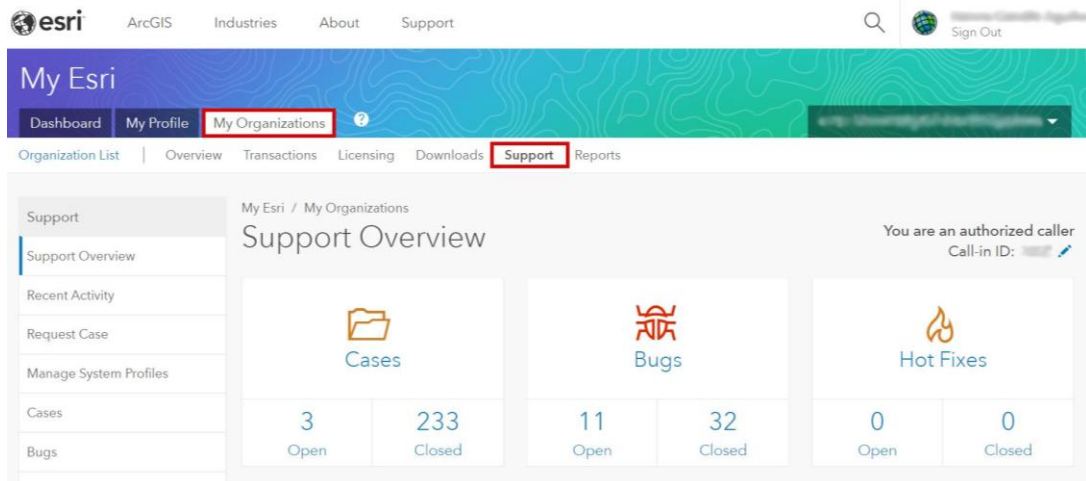 esri ArcGIS Industries About Support
Sign Out
My Esri
Dashboard My Profile My Organizations ?
Organization List | Overview Transactions Licensing Downloads Support Reports
Support
Support Overview
Recent Activity
Request Case
Manage System Profiles
Cases
Bugs
My Esri / My Organizations
Support Overview
You are an authorized caller
Call-in ID:
Cases
3 233
Open Closed
Bugs
11 32
Open Closed
Hot Fixes
0 0
Open Closed